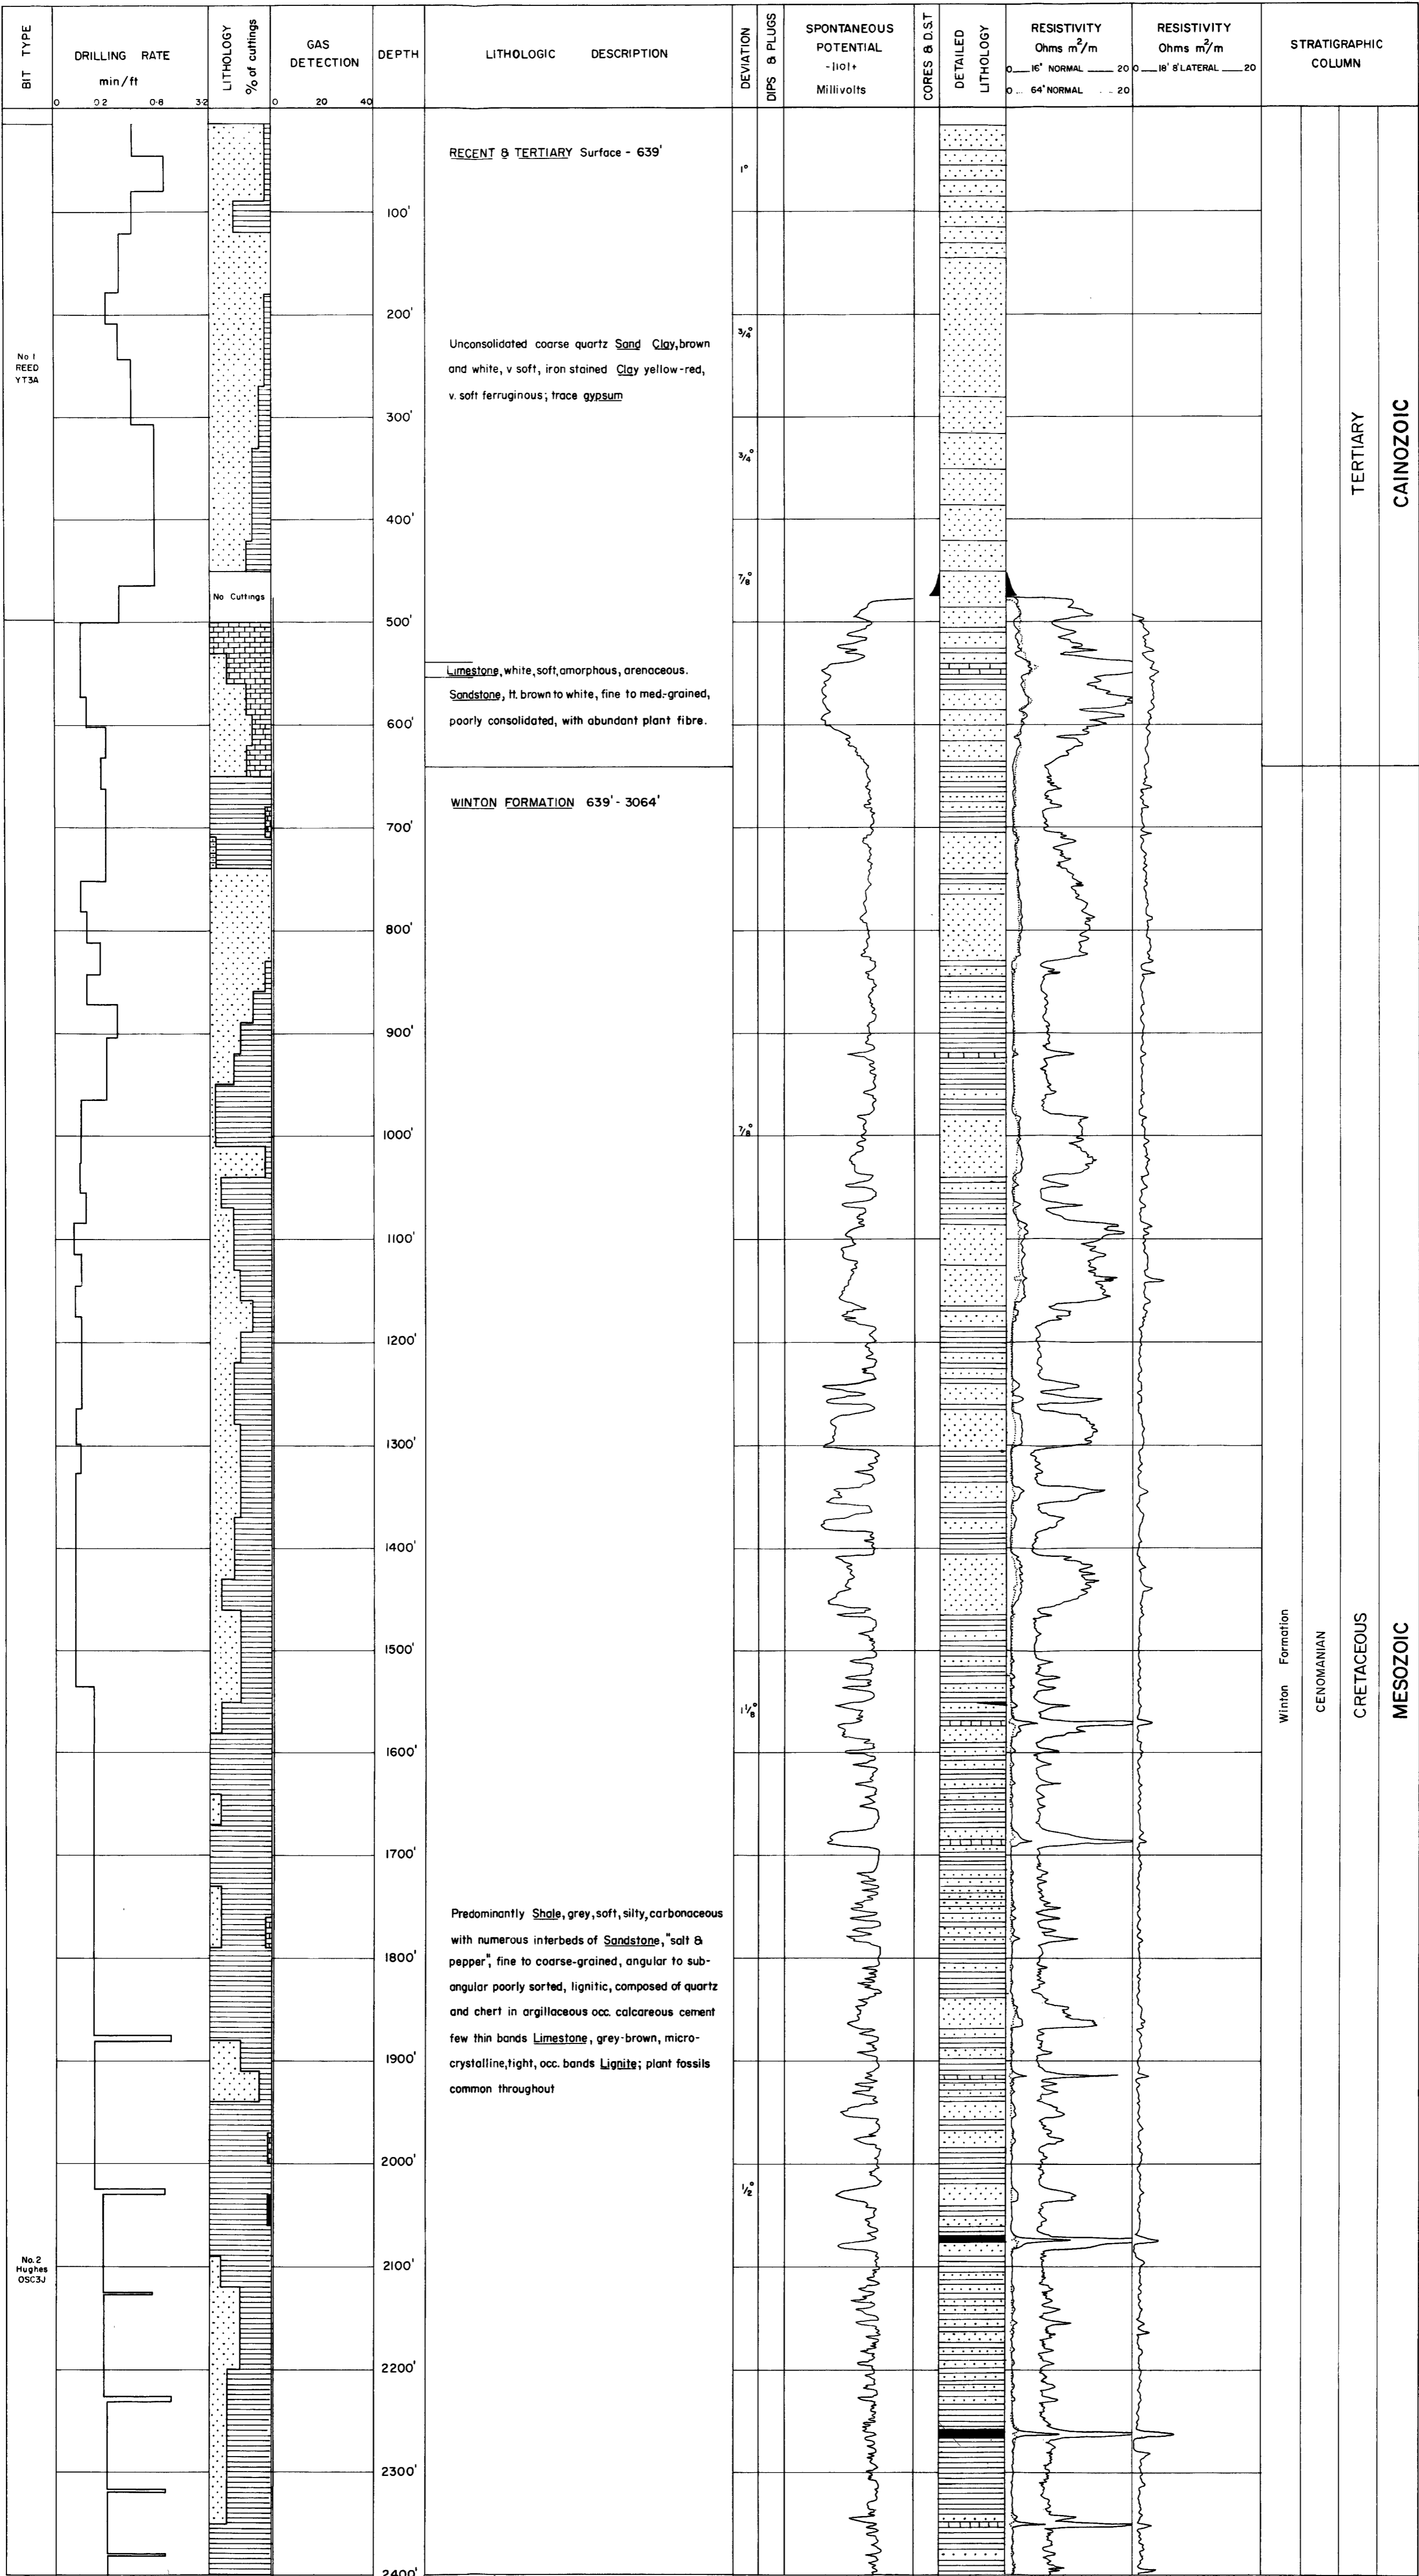 BIT TYPE
DRILLING RATE
min/ft
0 0.2 0.8 3.2
LITHOLOGY
% of cuttings
GAS
DETECTION
0 20 40
DEPTH
LITHOLOGIC DESCRIPTION
DEVIATION
DIPS & PLUGS
SPONTANEOUS
POTENTIAL
Millivolts
CORES & D.S.T
DETAILED
LITHOLOGY
RESISTIVITY
Ohms m²/m
0 16" NORMAL 20
0 64" NORMAL 20
RESISTIVITY
Ohms m²/m
0 18' 8" LATERAL 20
STRATIGRAPHIC
COLUMN
RECENT & TERTIARY Surface - 639'
1°
100'
200'
3/4°
No 1
REED
YT3A
Unconsolidated coarse quartz Sand Clay, brown
and white, v soft, iron stained Clay yellow-red,
v. soft ferruginous; trace gypsum
300'
3/4°
TERTIARY
CAINOZOIC
400'
7/8°
No Cuttings
500'
Limestone, white, soft, amorphous, arenaceous.
Sandstone, lt. brown to white, fine to med.-grained,
poorly consolidated, with abundant plant fibre.
600'
WINTON FORMATION 639' - 3064'
700'
800'
900'
1000'
7/8°
1100'
1200'
1300'
1400'
1500'
1 1/8°
Winton Formation
CENOMANIAN
CRETACEOUS
MESOZOIC
1600'
1700'
1800'
Predominantly Shale, grey, soft, silty, carbonaceous
with numerous interbeds of Sandstone, "salt &
pepper", fine to coarse-grained, angular to sub-
angular poorly sorted, lignitic, composed of quartz
and chert in argillaceous occ. calcareous cement
few thin bands Limestone, grey-brown, micro-
crystalline, tight, occ. bands Lignite; plant fossils
common throughout
1900'
2000'
1/2°
No. 2
Hughes
OSC3J
2100'
2200'
2300'
2400'